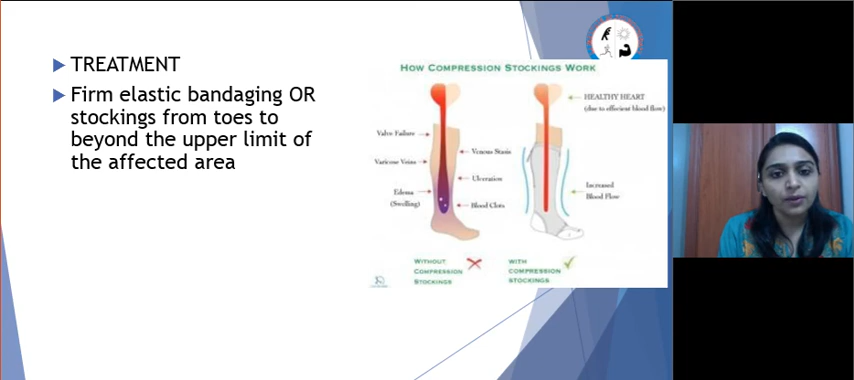 TREATMENT
Firm elastic bandaging OR
stockings from toes to
beyond the upper limit of
the affected area
HOW COMPRESSION STOCKINGS WORK
HEALTHY HEART
(due to efficient blood flow)
Valve Failure
Venous Stasis
Varicose Veins
Ulceration
Edema
(Swelling)
Blood Clots
Increased
Blood Flow
WITHOUT
COMPRESSION
STOCKINGS
WITH
COMPRESSION
STOCKINGS